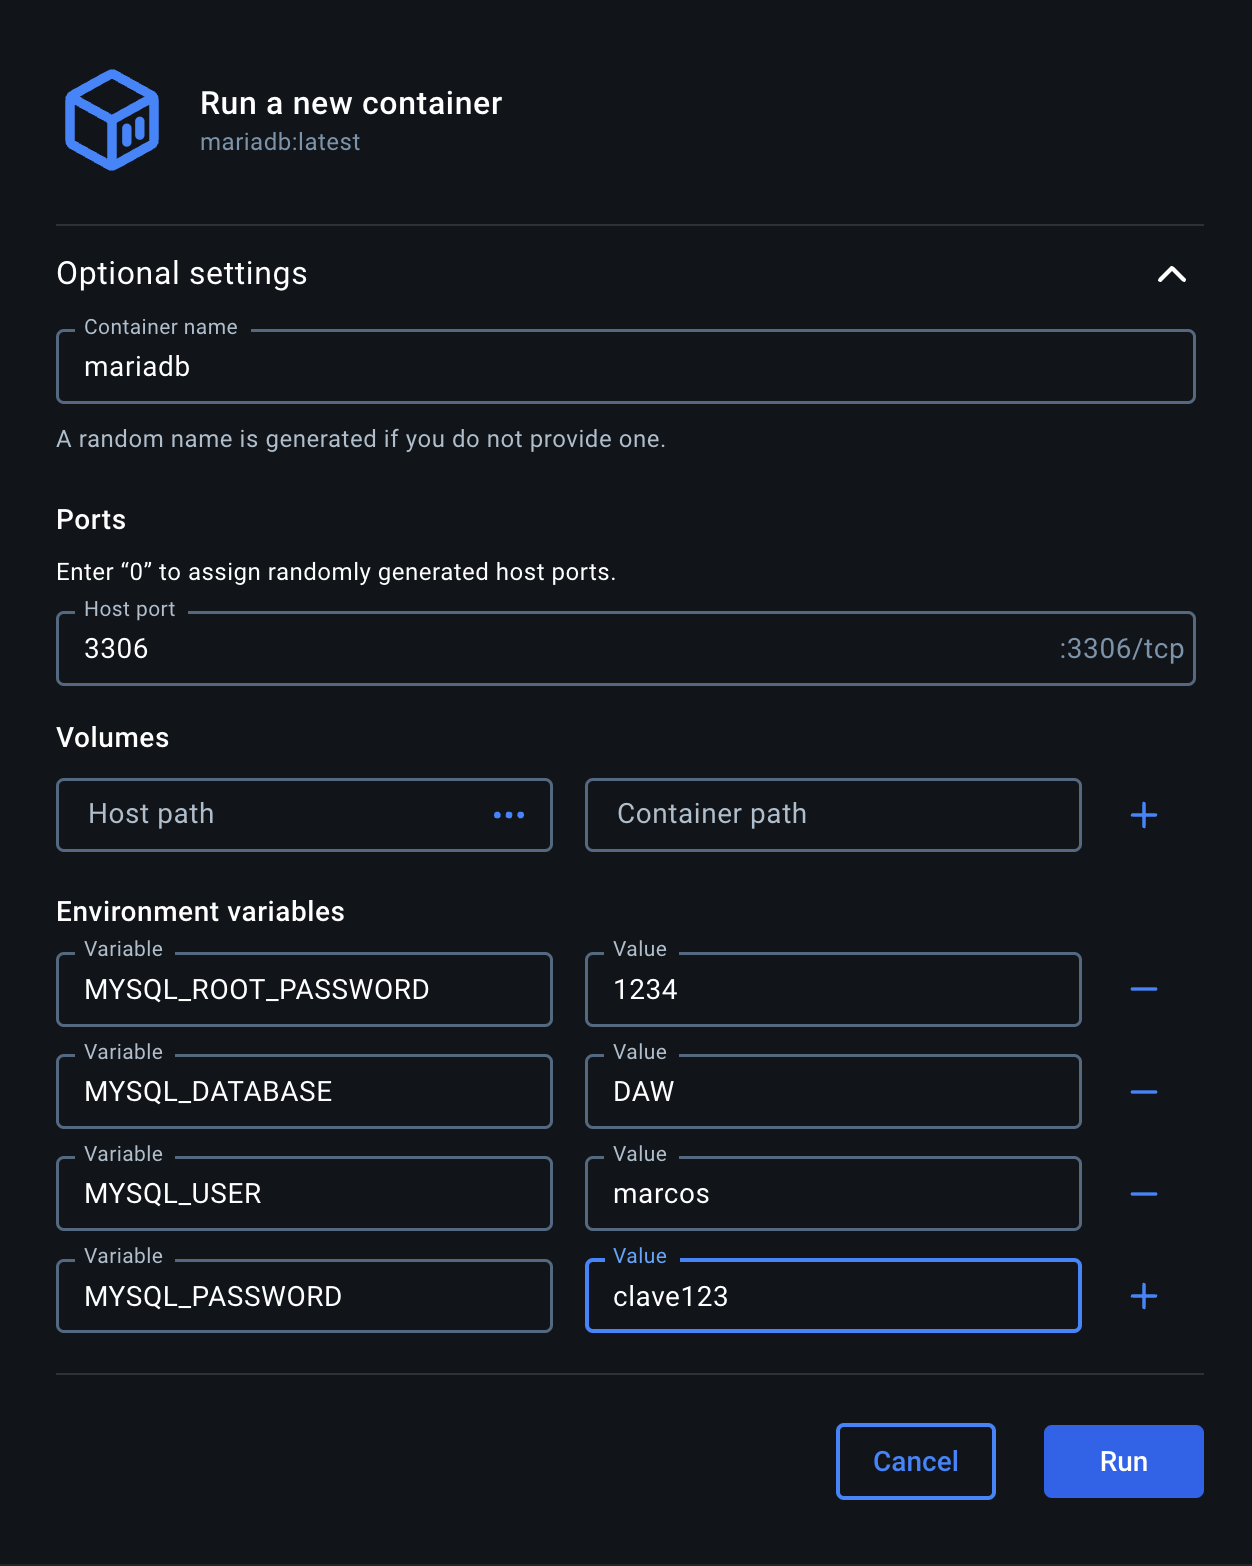 Run a new container
mariadb:latest
Optional settings
Container name
mariadb
A random name is generated if you do not provide one.
Ports
Enter “0” to assign randomly generated host ports.
Host port
3306 :3306/tcp
Volumes
Host path Container path
Environment variables
Variable Value
MYSQL_ROOT_PASSWORD 1234
Variable Value
MYSQL_DATABASE DAW
Variable Value
MYSQL_USER marcos
Variable Value
MYSQL_PASSWORD clave123
Cancel Run